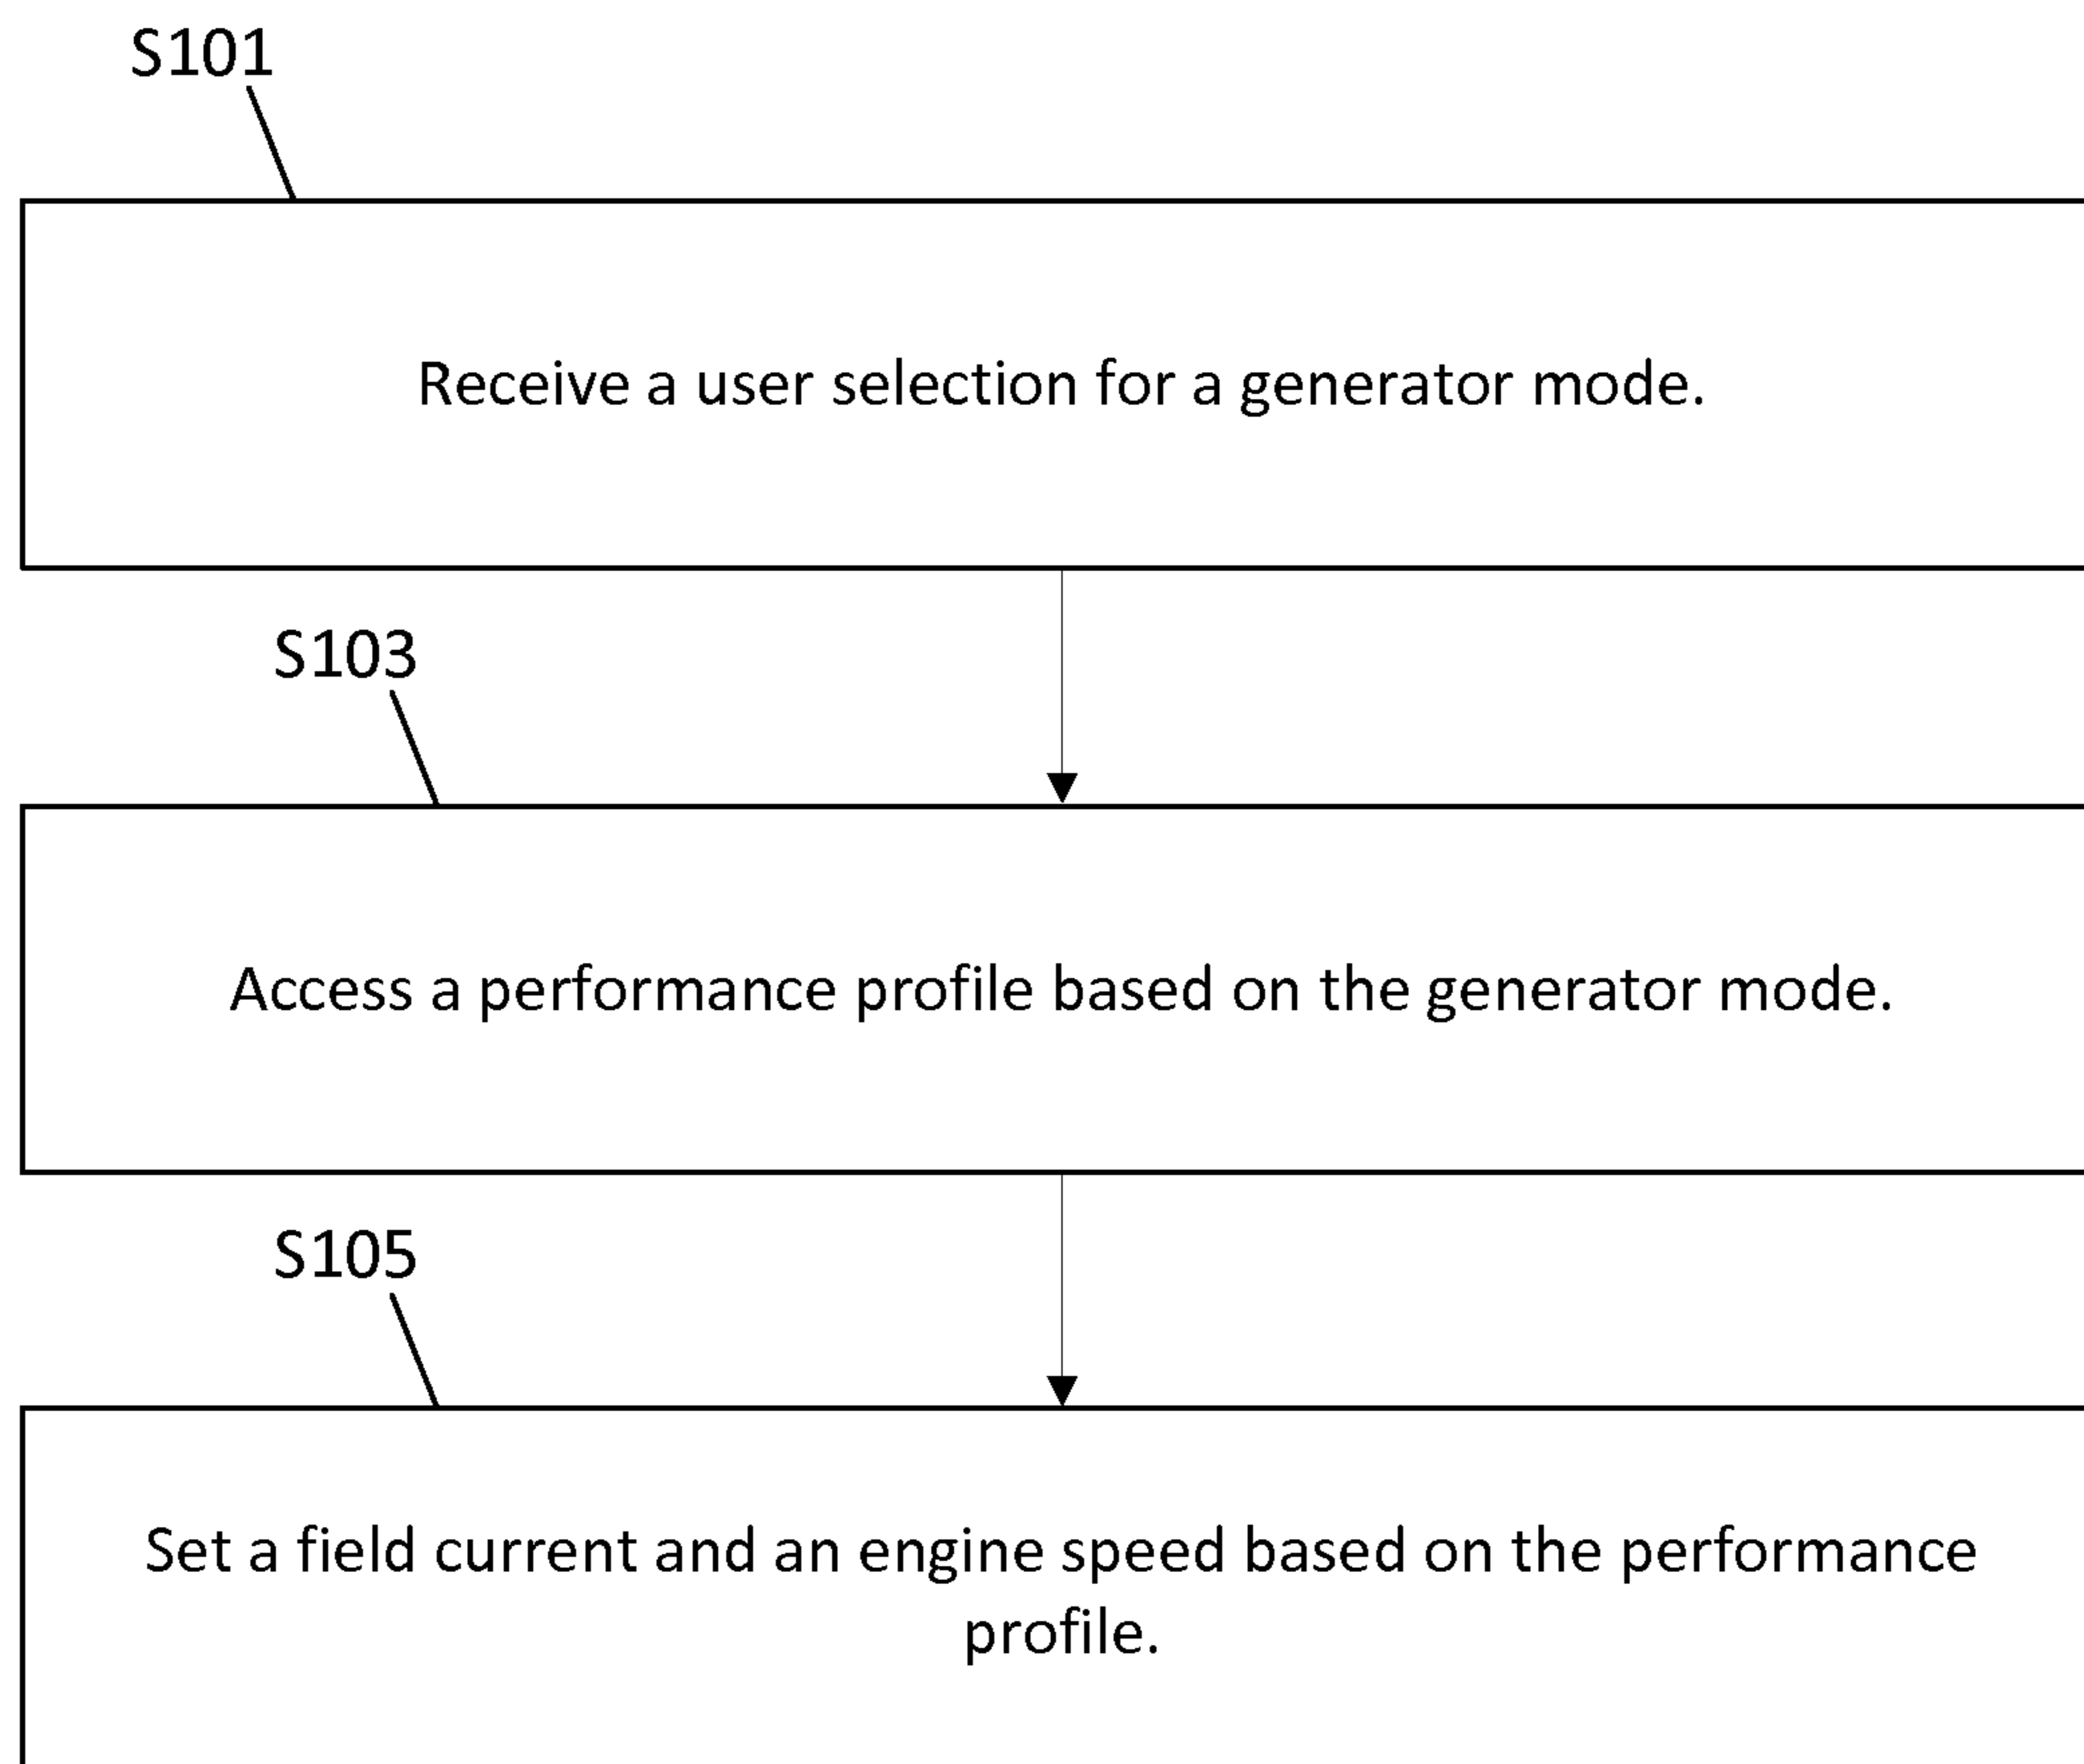 S101
Receive a user selection for a generator mode.
S103
Access a performance profile based on the generator mode.
S105
Set a field current and an engine speed based on the performance
profile.